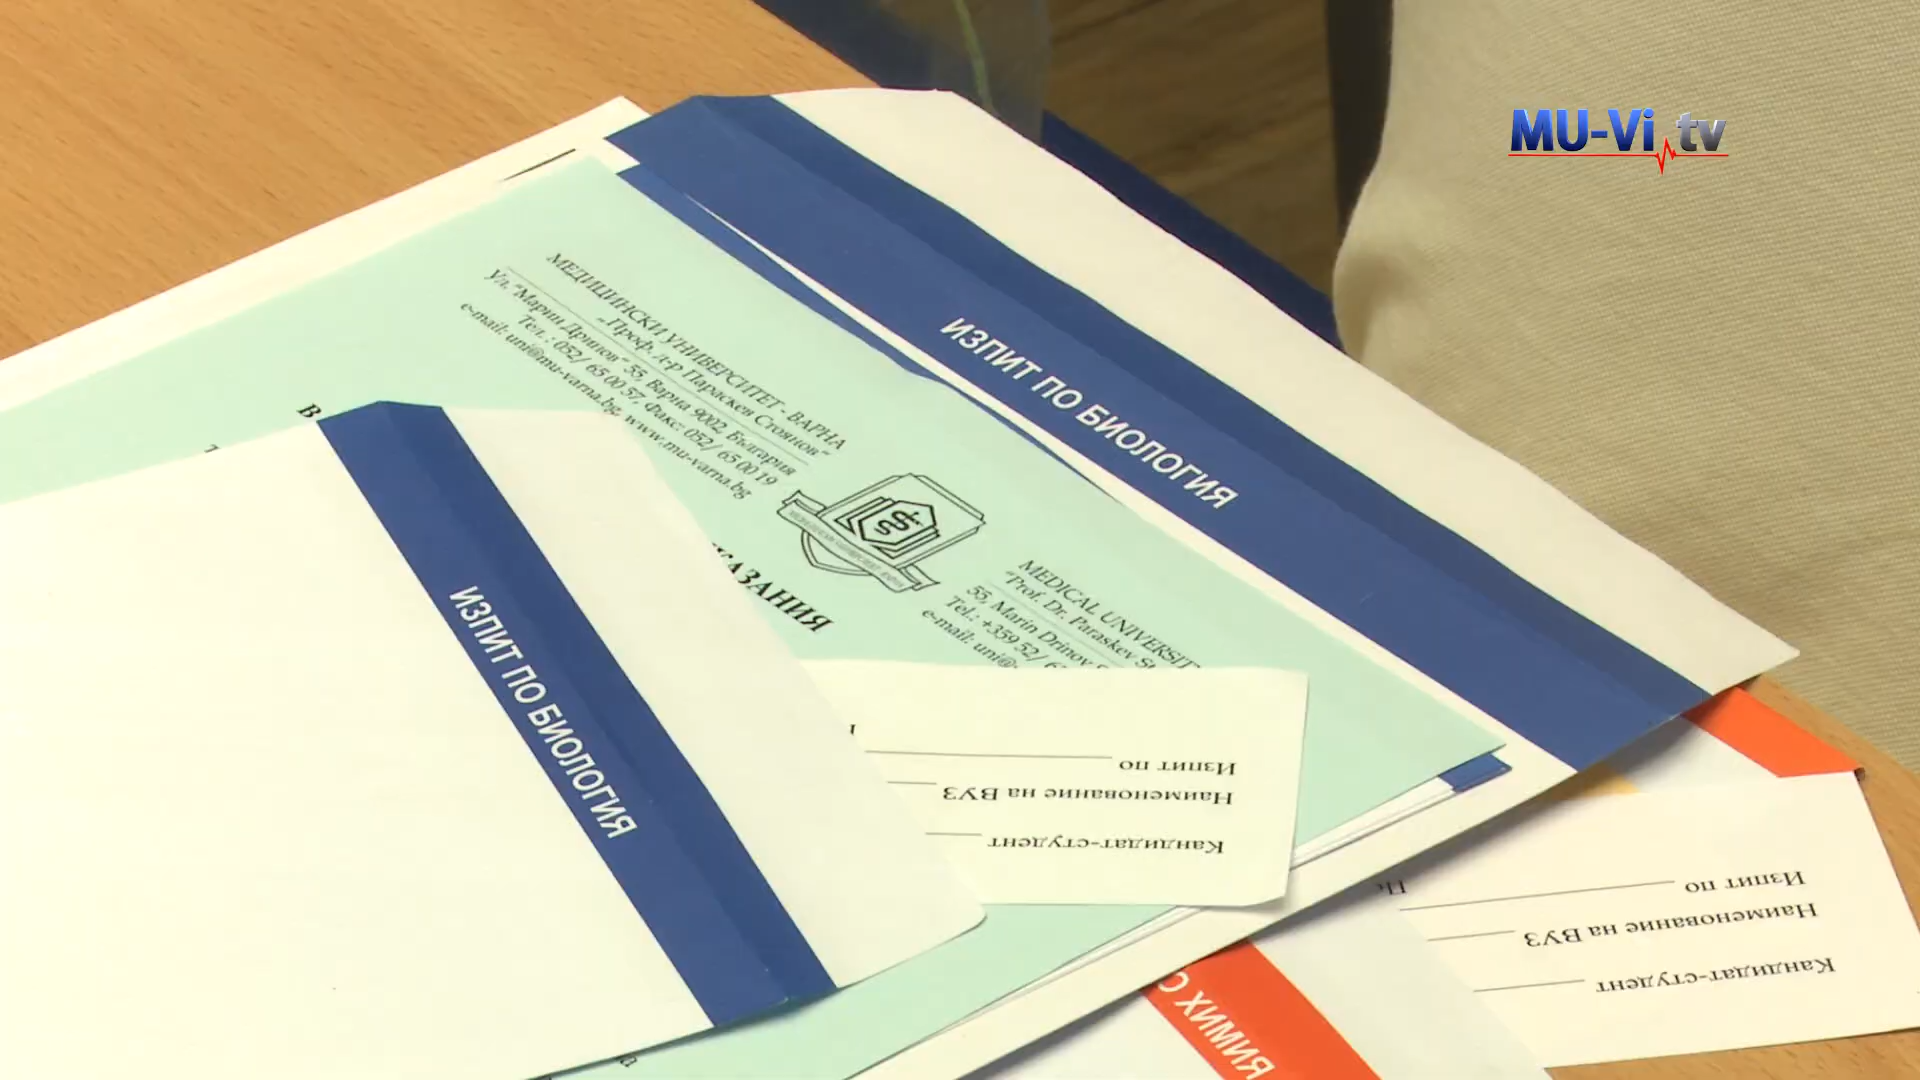 MU-Vi.tv
ИЗПИТ ПО БИОЛОГИЯ
МЕДИЦИНСКИ УНИВЕРСИТЕТ - ВАРНА
„Проф. д-р Параскев Стоянов“
Ул. “Марин Дринов” 55, Варна 9002, България
Тел. : 052/ 65 00 57, Факс: 052/ 65 00 19
e-mail: uni@mu-varna.bg, www.mu-varna.bg
MEDICAL UNIVERSIT
“Prof. Dr. Paraskev St
55, Marin Drinov S
Tel.: +359 52/ 6
e-mail: uni@
КАЗАНИЯ
В
ИЗПИТ ПО БИОЛОГИЯ
Кандидат-студент
Наименование на ВУЗ
Изпит по
Кандидат-студент
Наименование на ВУЗ
Изпит по
О ХИМИЯ